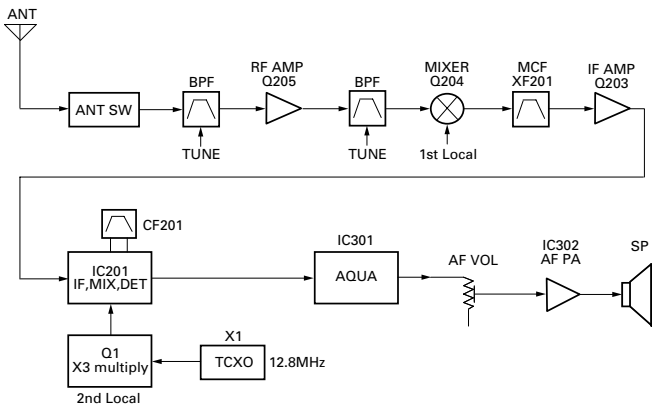 ANT
ANT SW
BPF
TUNE
RF AMP
Q205
BPF
TUNE
MIXER
Q204
1st Local
MCF
XF201
IF AMP
Q203
CF201
IC201
IF,MIX,DET
IC301
AQUA
AF VOL
IC302
AF PA
SP
Q1
X3 multiply
2nd Local
X1
TCXO
12.8MHz